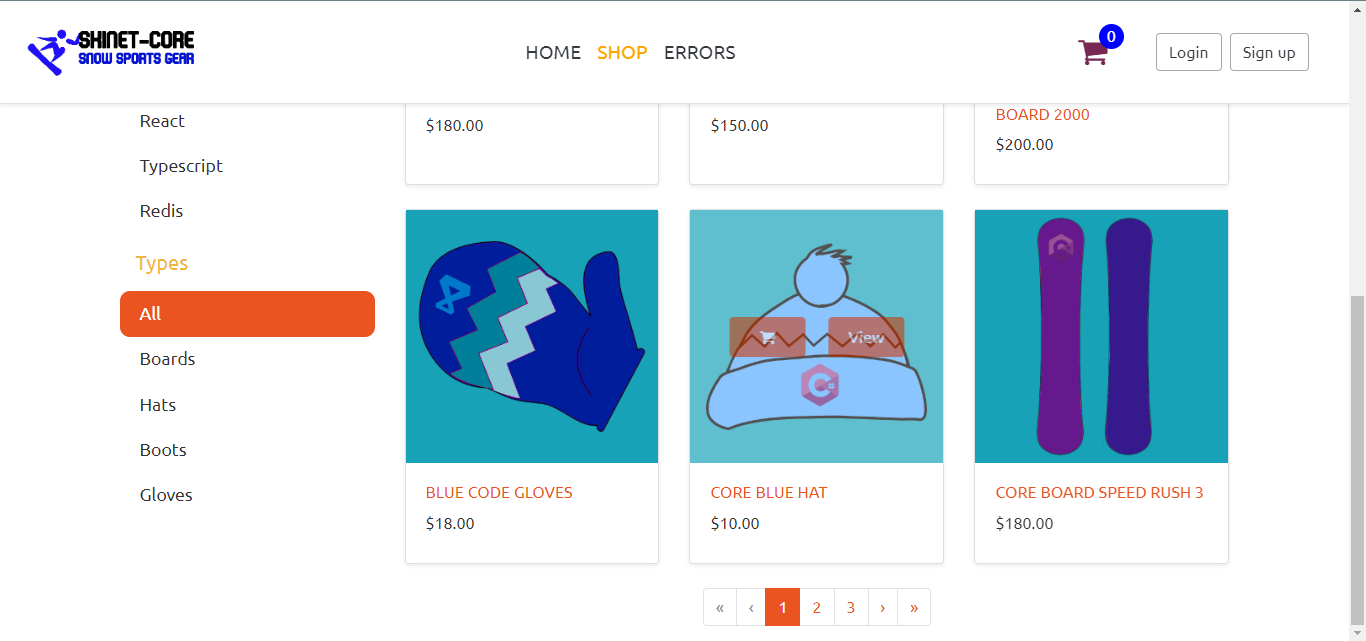 SKINET-CORE
SNOW SPORTS GEAR
HOME SHOP ERRORS
0
Login Sign up
React
Typescript
Redis
Types
All
Boards
Hats
Boots
Gloves
$180.00
$150.00
BOARD 2000
$200.00
View
BLUE CODE GLOVES
$18.00
CORE BLUE HAT
$10.00
CORE BOARD SPEED RUSH 3
$180.00
« ‹ 1 2 3 › »